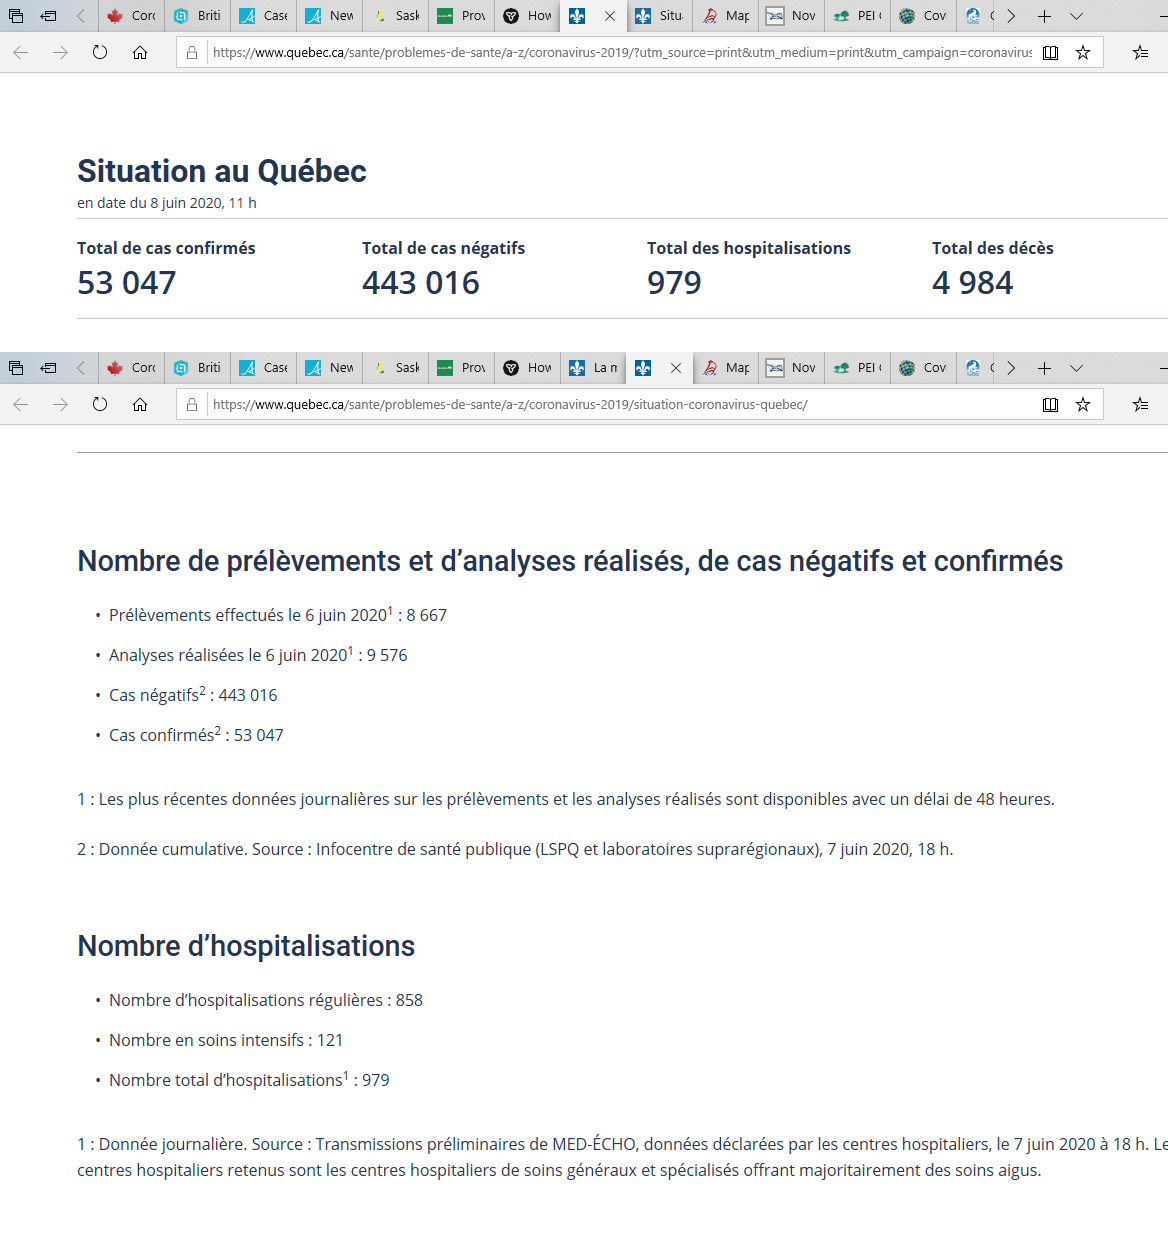 Corc
Briti
Case
New
Sask
Prov
How
Situ
Map
Nov
PEI
Cov
https://www.quebec.ca/sante/problemes-de-sante/a-z/coronavirus-2019/?utm_source=print&utm_medium=print&utm_campaign=coronavirus
Situation au Québec
en date du 8 juin 2020, 11 h
Total de cas confirmés
Total de cas négatifs
Total des hospitalisations
Total des décès
53 047
443 016
979
4 984
Corc
Briti
Case
New
Sask
Prov
How
La m
Map
Nov
PEI
Cov
https://www.quebec.ca/sante/problemes-de-sante/a-z/coronavirus-2019/situation-coronavirus-quebec/
Nombre de prélèvements et d’analyses réalisés, de cas négatifs et confirmés
• Prélèvements effectués le 6 juin 2020¹ : 8 667
• Analyses réalisées le 6 juin 2020¹ : 9 576
• Cas négatifs² : 443 016
• Cas confirmés² : 53 047
1 : Les plus récentes données journalières sur les prélèvements et les analyses réalisés sont disponibles avec un délai de 48 heures.
2 : Donnée cumulative. Source : Infocentre de santé publique (LSPQ et laboratoires suprarégionaux), 7 juin 2020, 18 h.
Nombre d’hospitalisations
• Nombre d’hospitalisations régulières : 858
• Nombre en soins intensifs : 121
• Nombre total d’hospitalisations¹ : 979
1 : Donnée journalière. Source : Transmissions préliminaires de MED-ÉCHO, données déclarées par les centres hospitaliers, le 7 juin 2020 à 18 h. Le
centres hospitaliers retenus sont les centres hospitaliers de soins généraux et spécialisés offrant majoritairement des soins aigus.